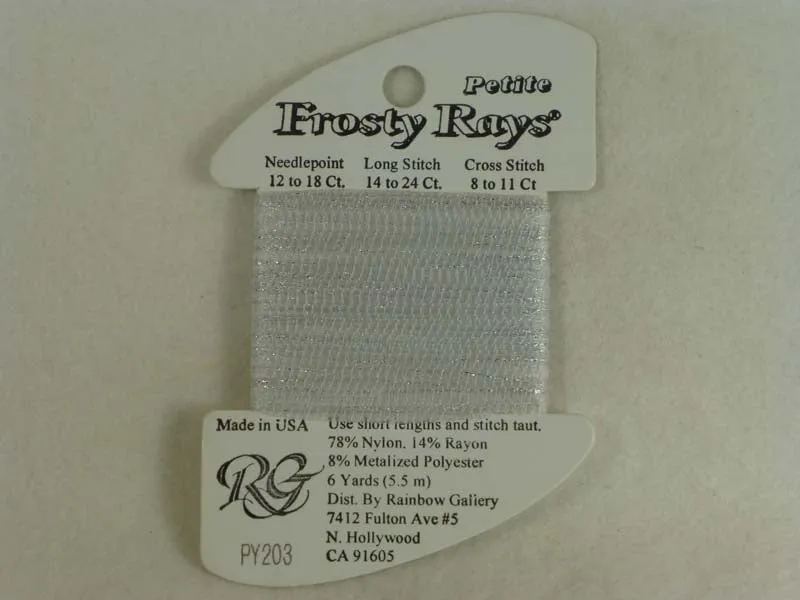 Petite
Frosty Rays®
Needlepoint Long Stitch Cross Stitch
12 to 18 Ct. 14 to 24 Ct. 8 to 11 Ct
Made in USA
Use short lengths and stitch taut.
78% Nylon. 14% Rayon
8% Metalized Polyester
6 Yards (5.5 m)
Dist. By Rainbow Gallery
7412 Fulton Ave #5
N. Hollywood
CA 91605
RG
PY203